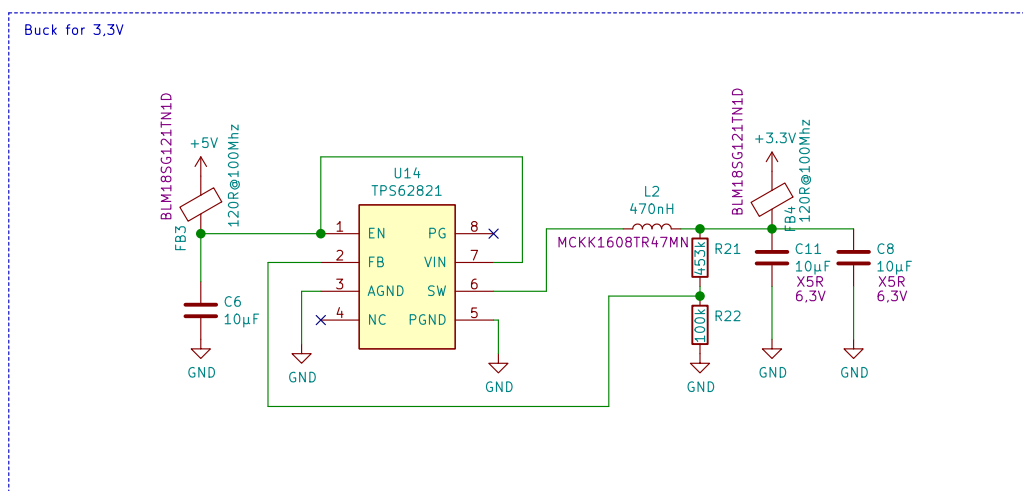 Buck for 3,3V
+5V
BLM18SG121TN1D
120R@100Mhz
FB3
C6
10µF
GND
U14
TPS62821
1 EN PG 8
2 FB VIN 7
3 AGND SW 6
4 NC PGND 5
GND
GND
L2
470nH
MCKK1608TR47MN
R21
453k
R22
100k
GND
+3.3V
BLM18SG121TN1D
120R@100Mhz
FB4
C11
10µF
X5R
6,3V
GND
C8
10µF
X5R
6,3V
GND